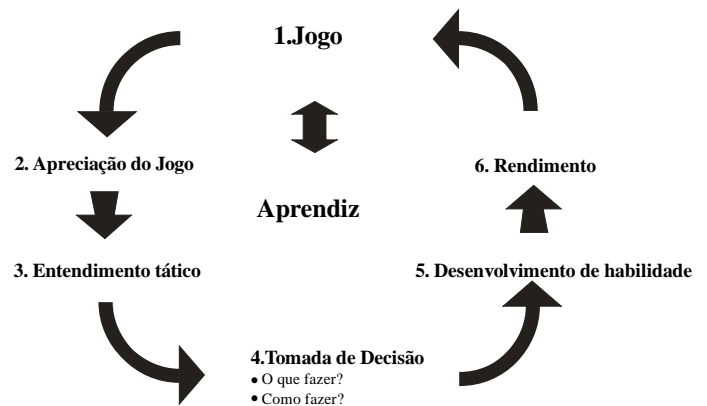 1.Jogo
2. Apreciação do Jogo
6. Rendimento
Aprendiz
3. Entendimento tático
5. Desenvolvimento de habilidade
4.Tomada de Decisão
• O que fazer?
• Como fazer?